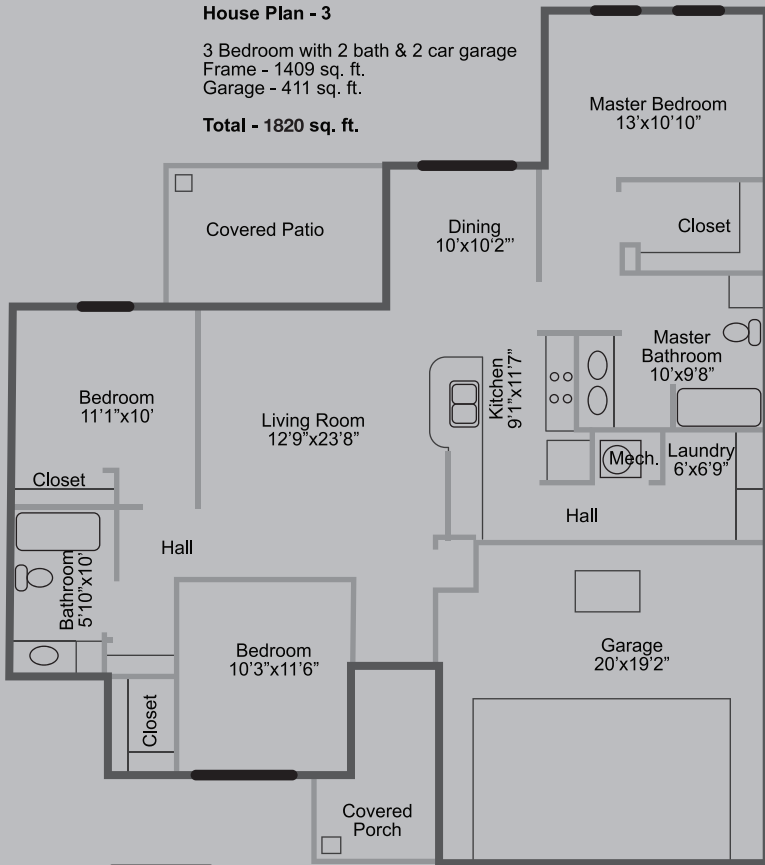 House Plan - 3
3 Bedroom with 2 bath & 2 car garage
Frame - 1409 sq. ft.
Garage - 411 sq. ft.
Total - 1820 sq. ft.
Master Bedroom
13’x10’10”
Covered Patio
Dining
10’x10’2”’
Closet
Master
Bathroom
10’x9’8”
Kitchen
9’1”x11’7”
Bedroom
11’1”x10’
Living Room
12’9”x23’8”
Closet
Mech.
Laundry
6’x6’9”
Hall
Hall
Bathroom
5’10”x10’
Bedroom
10’3”x11’6”
Garage
20’x19’2”
Closet
Covered
Porch